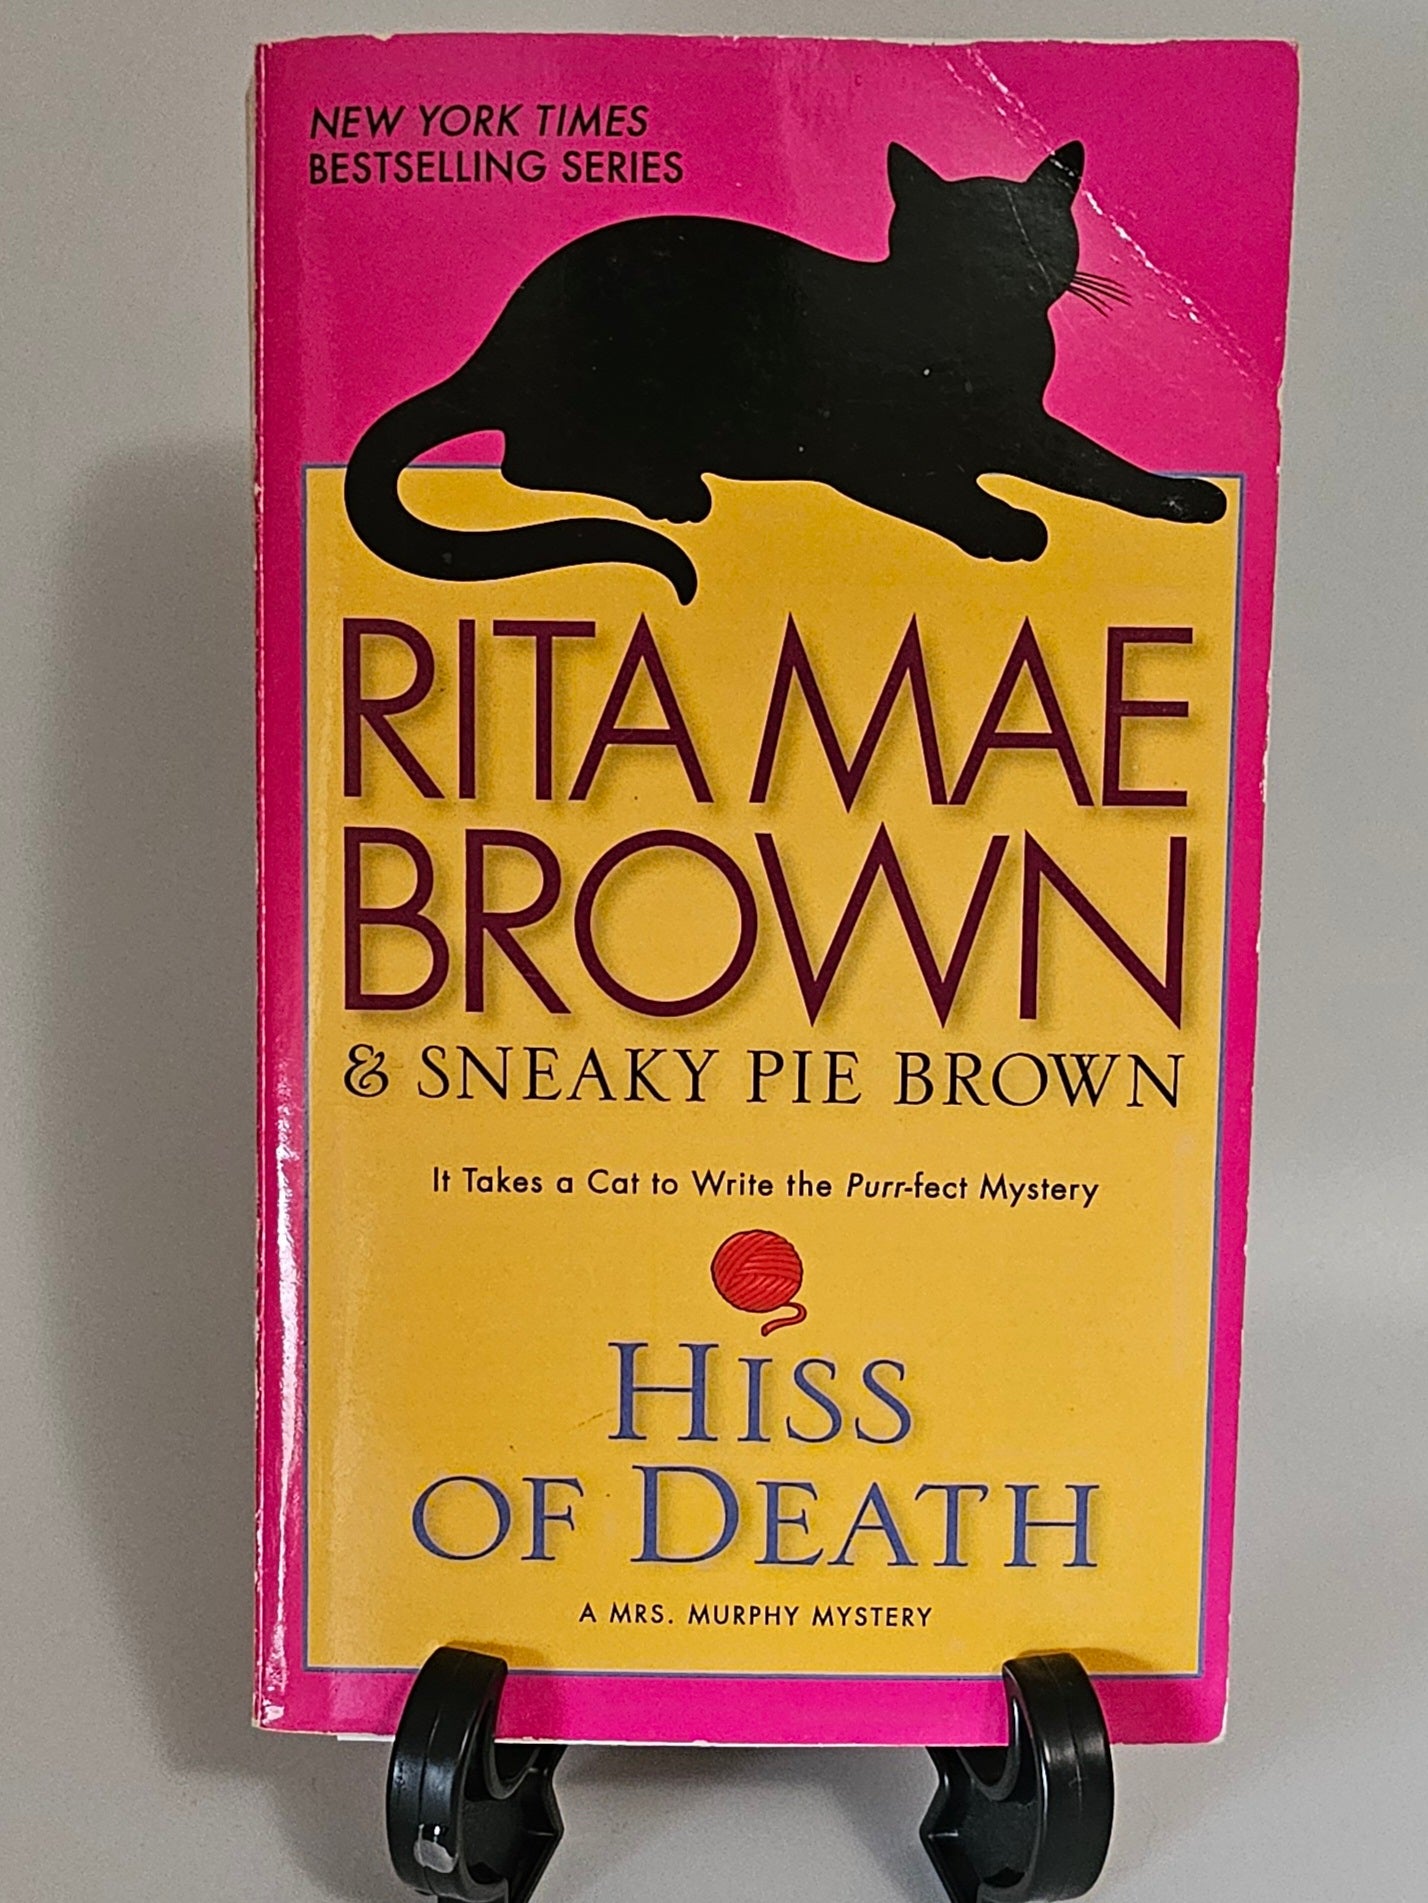 NEW YORK TIMES
BESTSELLING SERIES
RITA MAE
BROWN
& SNEAKY PIE BROWN
It Takes a Cat to Write the Purr-fect Mystery
HISS
OF DEATH
A MRS. MURPHY MYSTERY